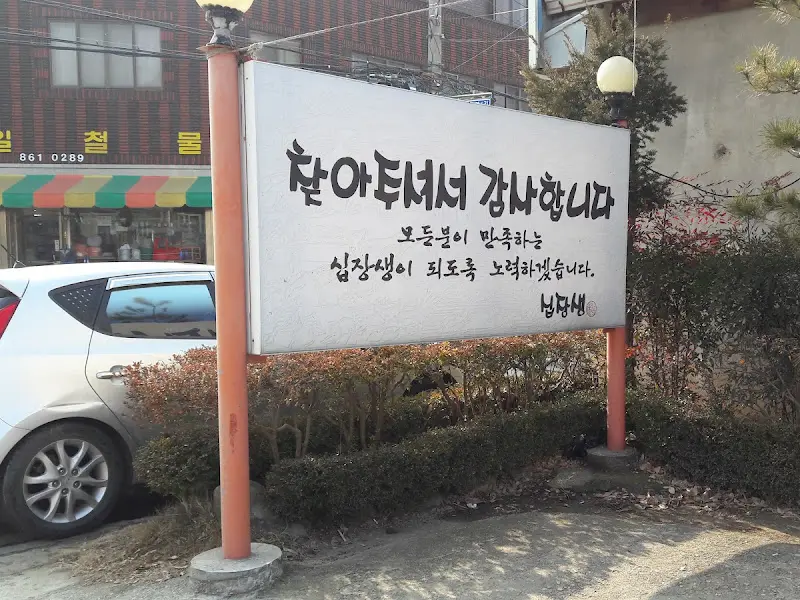 일 철 물
861 0289
찾아주셔서 감사합니다
모든분이 만족하는
십장생이 되도록 노력하겠습니다.
십장생